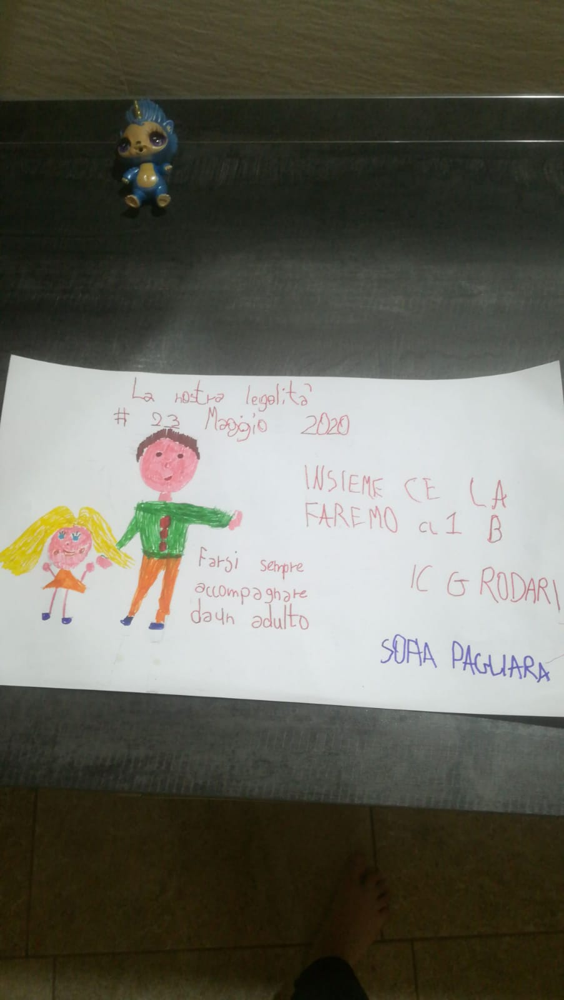 La nostra legalità
# 23 Maggio 2020
INSIEME CE LA
FAREMO a 1 B
Farsi sempre
accompagnare
da un adulto
IC G RODARI
SOFIA PAGLIARA